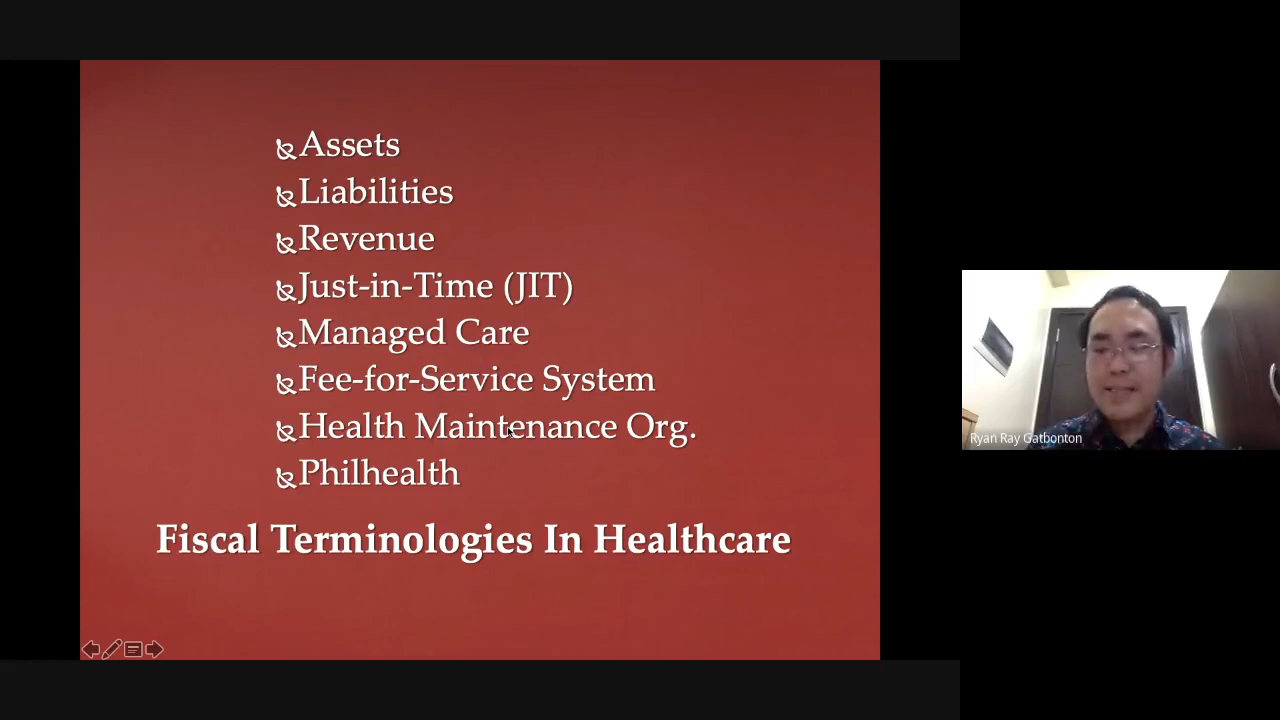 Assets
Liabilities
Revenue
Just-in-Time (JIT)
Managed Care
Fee-for-Service System
Health Maintenance Org.
Philhealth
Fiscal Terminologies In Healthcare
Ryan Ray Gatbonton